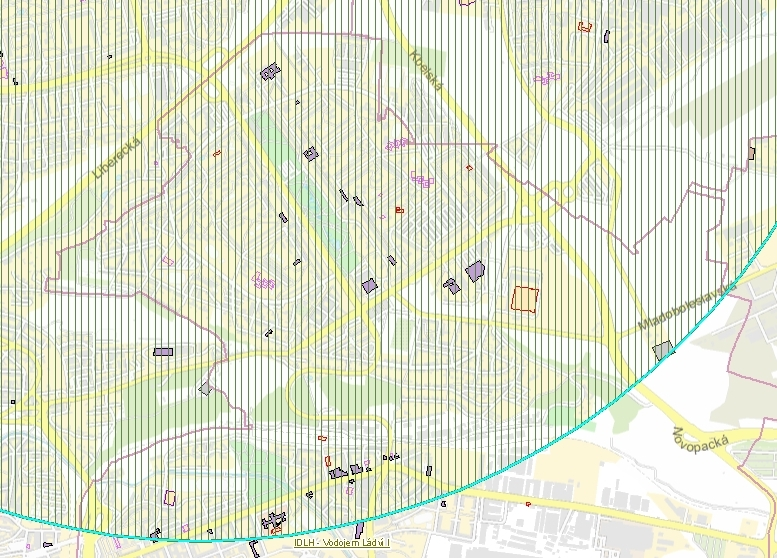 Kbelská
Liberecká
Mladoboleslavská
Novopacká
IDLH - Vodojem Ládví I